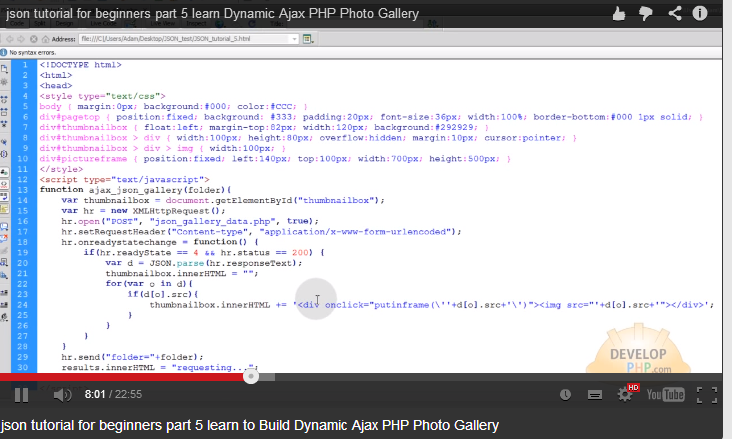 json tutorial for beginners part 5 learn Dynamic Ajax PHP Photo Gallery
Address: file:///C|/Users/Adam/Desktop/JSON_test/JSON_tutorial_5.html
No syntax errors.
1 <!DOCTYPE html>
2 <html>
3 <head>
4 <style type="text/css">
5 body { margin:0px; background:#000; color:#CCC; }
6 div#pagetop { position:fixed; background: #333; padding:20px; font-size:36px; width:100%; border-bottom:#000 1px solid; }
7 div#thumbnailbox { float:left; margin-top:82px; width:120px; background:#292929; }
8 div#thumbnailbox > div { width:100px; height:80px; overflow:hidden; margin:10px; cursor:pointer; }
9 div#thumbnailbox > div > img { width:100px; }
10 div#pictureframe { position:fixed; left:140px; top:100px; width:700px; height:500px; }
11 </style>
12 <script type="text/javascript">
13 function ajax_json_gallery(folder){
14 var thumbnailbox = document.getElementById("thumbnailbox");
15 var hr = new XMLHttpRequest();
16 hr.open("POST", "json_gallery_data.php", true);
17 hr.setRequestHeader("Content-type", "application/x-www-form-urlencoded");
18 hr.onreadystatechange = function() {
19 if(hr.readyState == 4 && hr.status == 200) {
20 var d = JSON.parse(hr.responseText);
21 thumbnailbox.innerHTML = "";
22 for(var o in d){
23 if(d[o].src){
24 thumbnailbox.innerHTML += '<div onclick="putinframe(\''+d[o].src+'\')"><img src="'+d[o].src+'"></div>';
25 }
26 }
27 }
28 }
29 hr.send("folder="+folder);
30 results.innerHTML = "requesting...";
DEVELOP
PHP.com
8:01 / 22:55
HD
YouTube
json tutorial for beginners part 5 learn to Build Dynamic Ajax PHP Photo Gallery